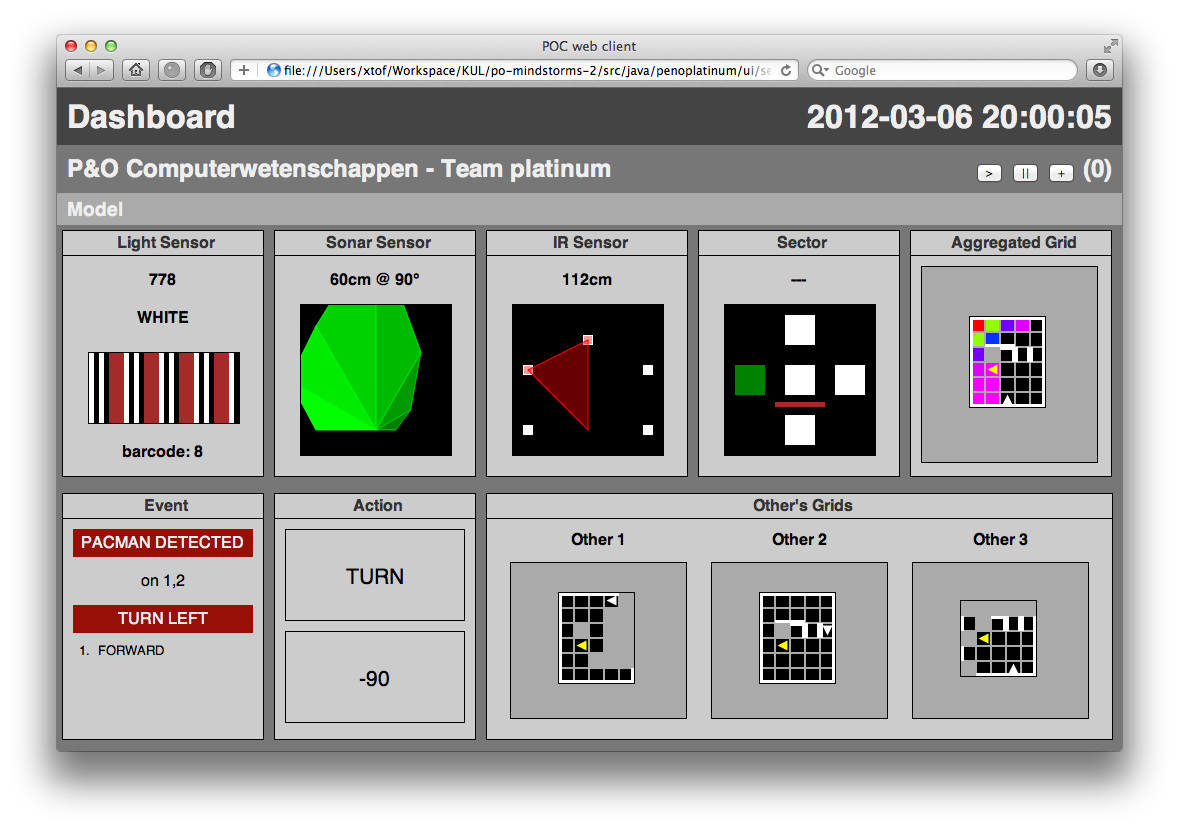 POC web client
file:///Users/xtof/Workspace/KUL/po-mindstorms-2/src/java/penoplatinum/ui/se
Google
Dashboard
2012-03-06 20:00:05
P&O Computerwetenschappen - Team platinum
> || + (0)
Model
Light Sensor
778
WHITE
barcode: 8
Sonar Sensor
60cm @ 90°
IR Sensor
112cm
Sector
---
Aggregated Grid
Event
PACMAN DETECTED
on 1,2
TURN LEFT
1. FORWARD
Action
TURN
-90
Other's Grids
Other 1
Other 2
Other 3